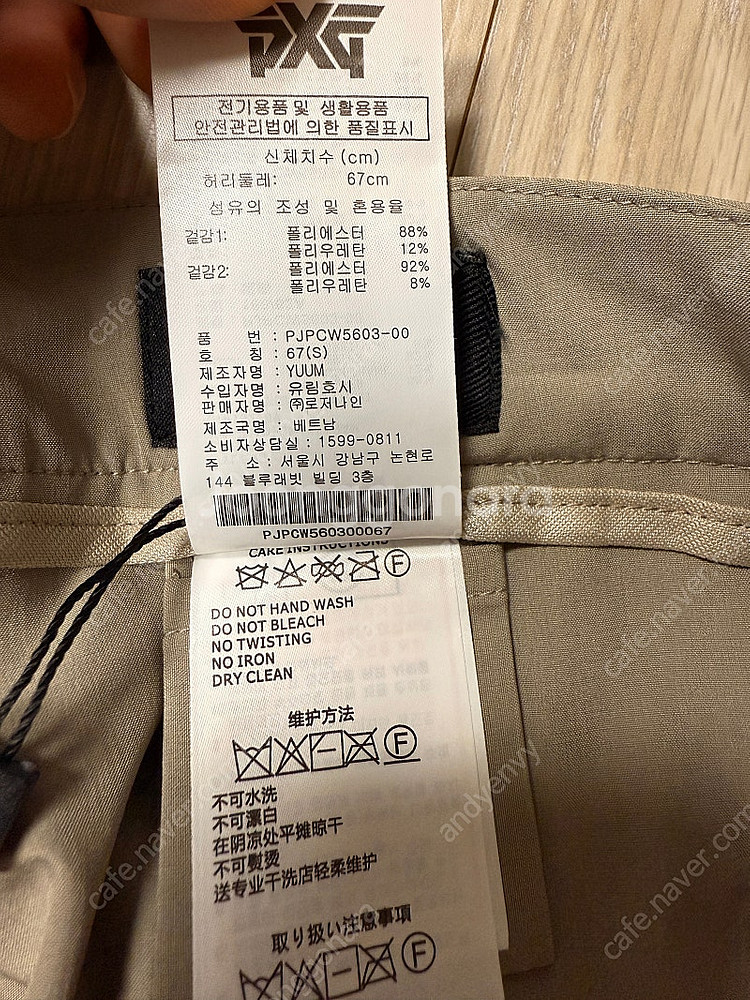 PXG
전기용품 및 생활용품
안전관리법에 의한 품질표시
신체치수 (cm)
허리둘레: 67cm
섬유의 조성 및 혼용율
겉감1: 폴리에스터 88%
폴리우레탄 12%
겉감2: 폴리에스터 92%
폴리우레탄 8%
품 번 : PJPCW5603-00
호 칭 : 67(S)
제조자명 : YUUM
수입자명 : 유림호시
판매자명 : ㈜로저나인
제조국명 : 베트남
소비자상담실 : 1599-0811
주 소 : 서울시 강남구 논현로
144 블루래빗 빌딩 3층
PJPCW560300067
CARE INSTRUCTIONS
F
DO NOT HAND WASH
DO NOT BLEACH
NO TWISTING
NO IRON
DRY CLEAN
维护方法
F
不可水洗
不可漂白
在阴凉处平摊晾干
不可熨烫
送专业干洗店轻柔维护
取り扱い注意事項
F
cafe.naver.com
andyenvy